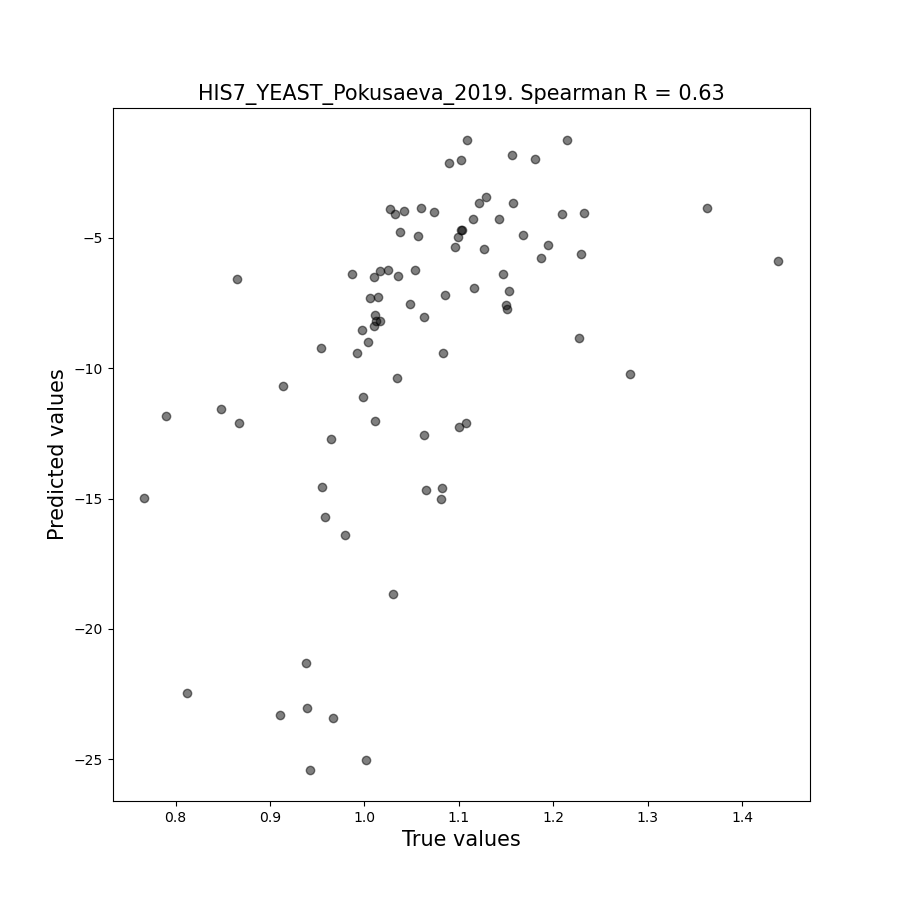 HIS7_YEAST_Pokusaeva_2019. Spearman R = 0.63
Predicted values
−5
−10
−15
−20
−25
0.8 0.9 1.0 1.1 1.2 1.3 1.4
True values